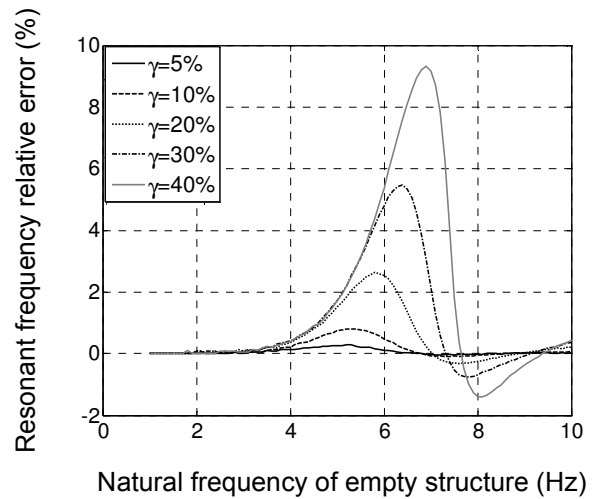 Resonant frequency relative error (%)
10
8
6
4
2
0
-2
γ=5%
γ=10%
γ=20%
γ=30%
γ=40%
0 2 4 6 8 10
Natural frequency of empty structure (Hz)